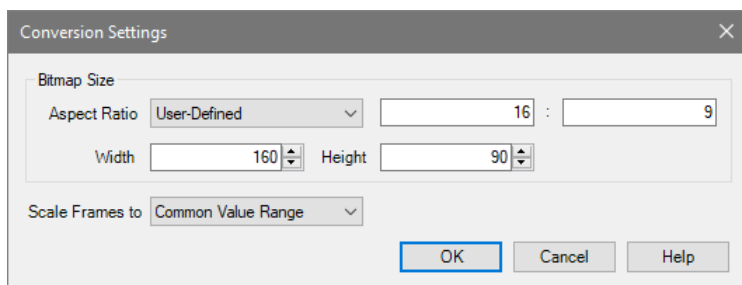 Conversion Settings
Bitmap Size
Aspect Ratio User-Defined 16 : 9
Width 160 Height 90
Scale Frames to Common Value Range
OK Cancel Help